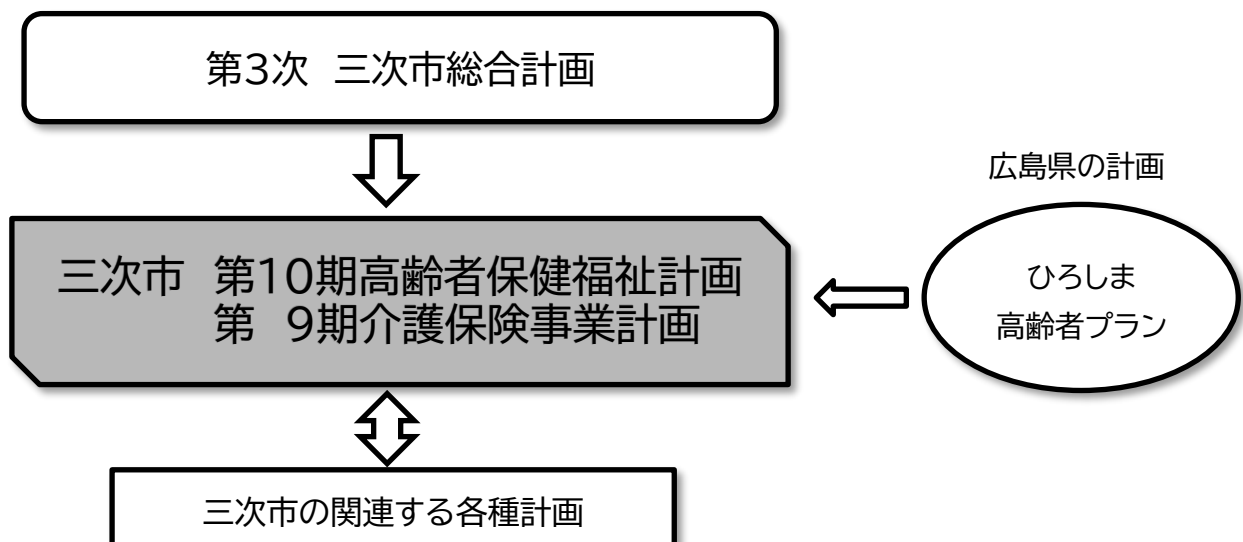 第3次 三次市総合計画
広島県の計画
三次市 第10期高齢者保健福祉計画
第 9期介護保険事業計画
ひろしま
高齢者プラン
三次市の関連する各種計画